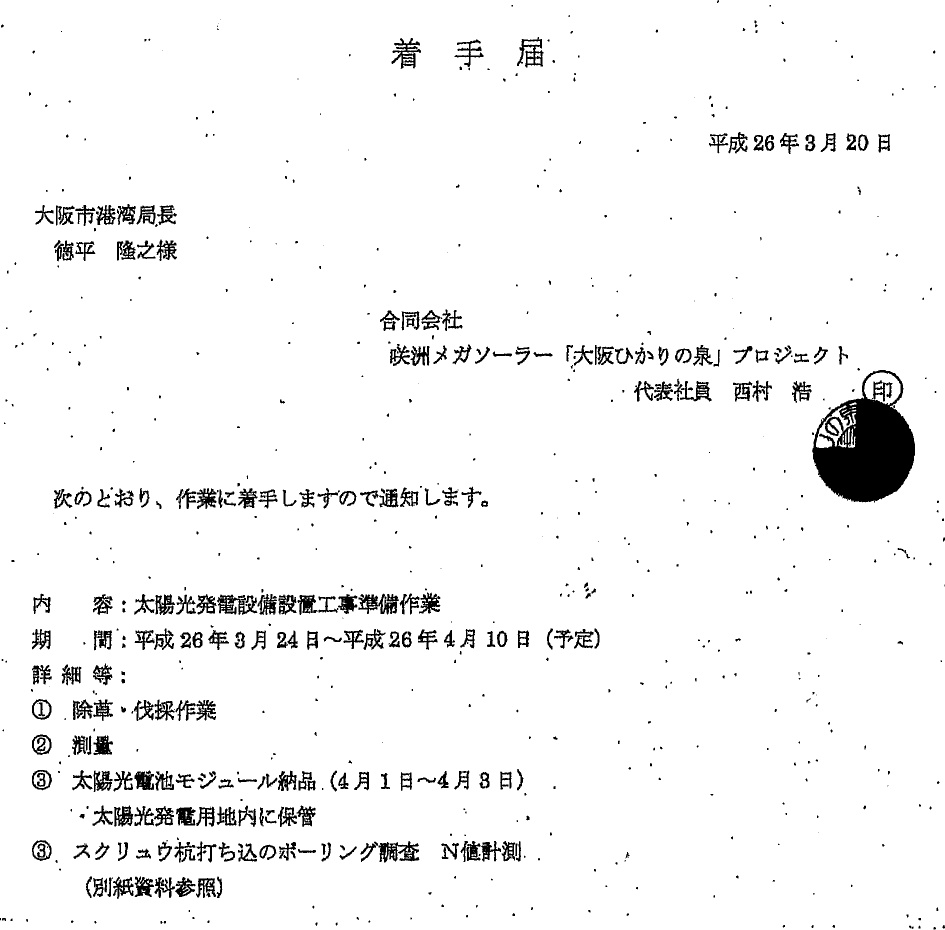 着 手 届
平成 26 年 3 月 20 日
大阪市港湾局長
徳平 隆之様
合同会社
咲洲メガソーラー「大阪ひかりの泉」プロジェクト
代表社員 西村 浩 印
次のとおり、作業に着手しますので通知します。
内 容：太陽光発電設備設置工事準備作業
期 間：平成 26 年 3 月 24 日～平成 26 年 4 月 10 日（予定）
詳 細 等：
① 除草・伐採作業
② 測量
③ 太陽光電池モジュール納品（4 月 1 日～4 月 3 日）
・太陽光発電用地内に保管
③ スクリュウ杭打ち込のボーリング調査 N値計測
（別紙資料参照）